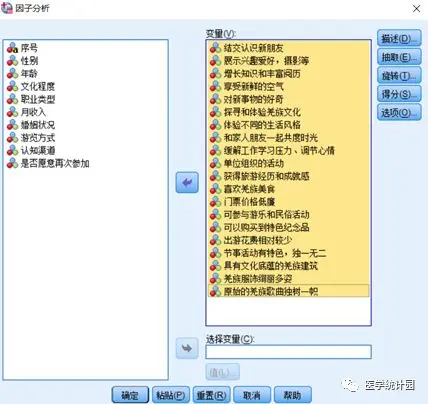 因子分析
变量(V):
序号
性别
年龄
文化程度
职业类型
月收入
婚姻状况
游览方式
认知渠道
是否愿意再次参加
结交认识新朋友
展示兴趣爱好，摄影等
增长知识和丰富阅历
享受新鲜的空气
对新事物的好奇
探寻和体验羌族文化
体验不同的生活风格
和家人朋友一起共度时光
缓解工作学习压力、调节心情
单位组织的活动
获得旅游经历和成就感
喜欢羌族美食
门票价格低廉
可参与游乐和民俗活动
可以购买到特色纪念品
出游花费相对较少
节事活动有特色，独一无二
具有文化底蕴的羌族建筑
羌族服饰绚丽多姿
原始的羌族歌曲独树一帜
描述(D)...
抽取(E)...
旋转(T)...
得分(S)...
选项(O)...
选择变量(C):
值(L)...
确定
粘贴(P)
重置(R)
取消
帮助
医学统计园